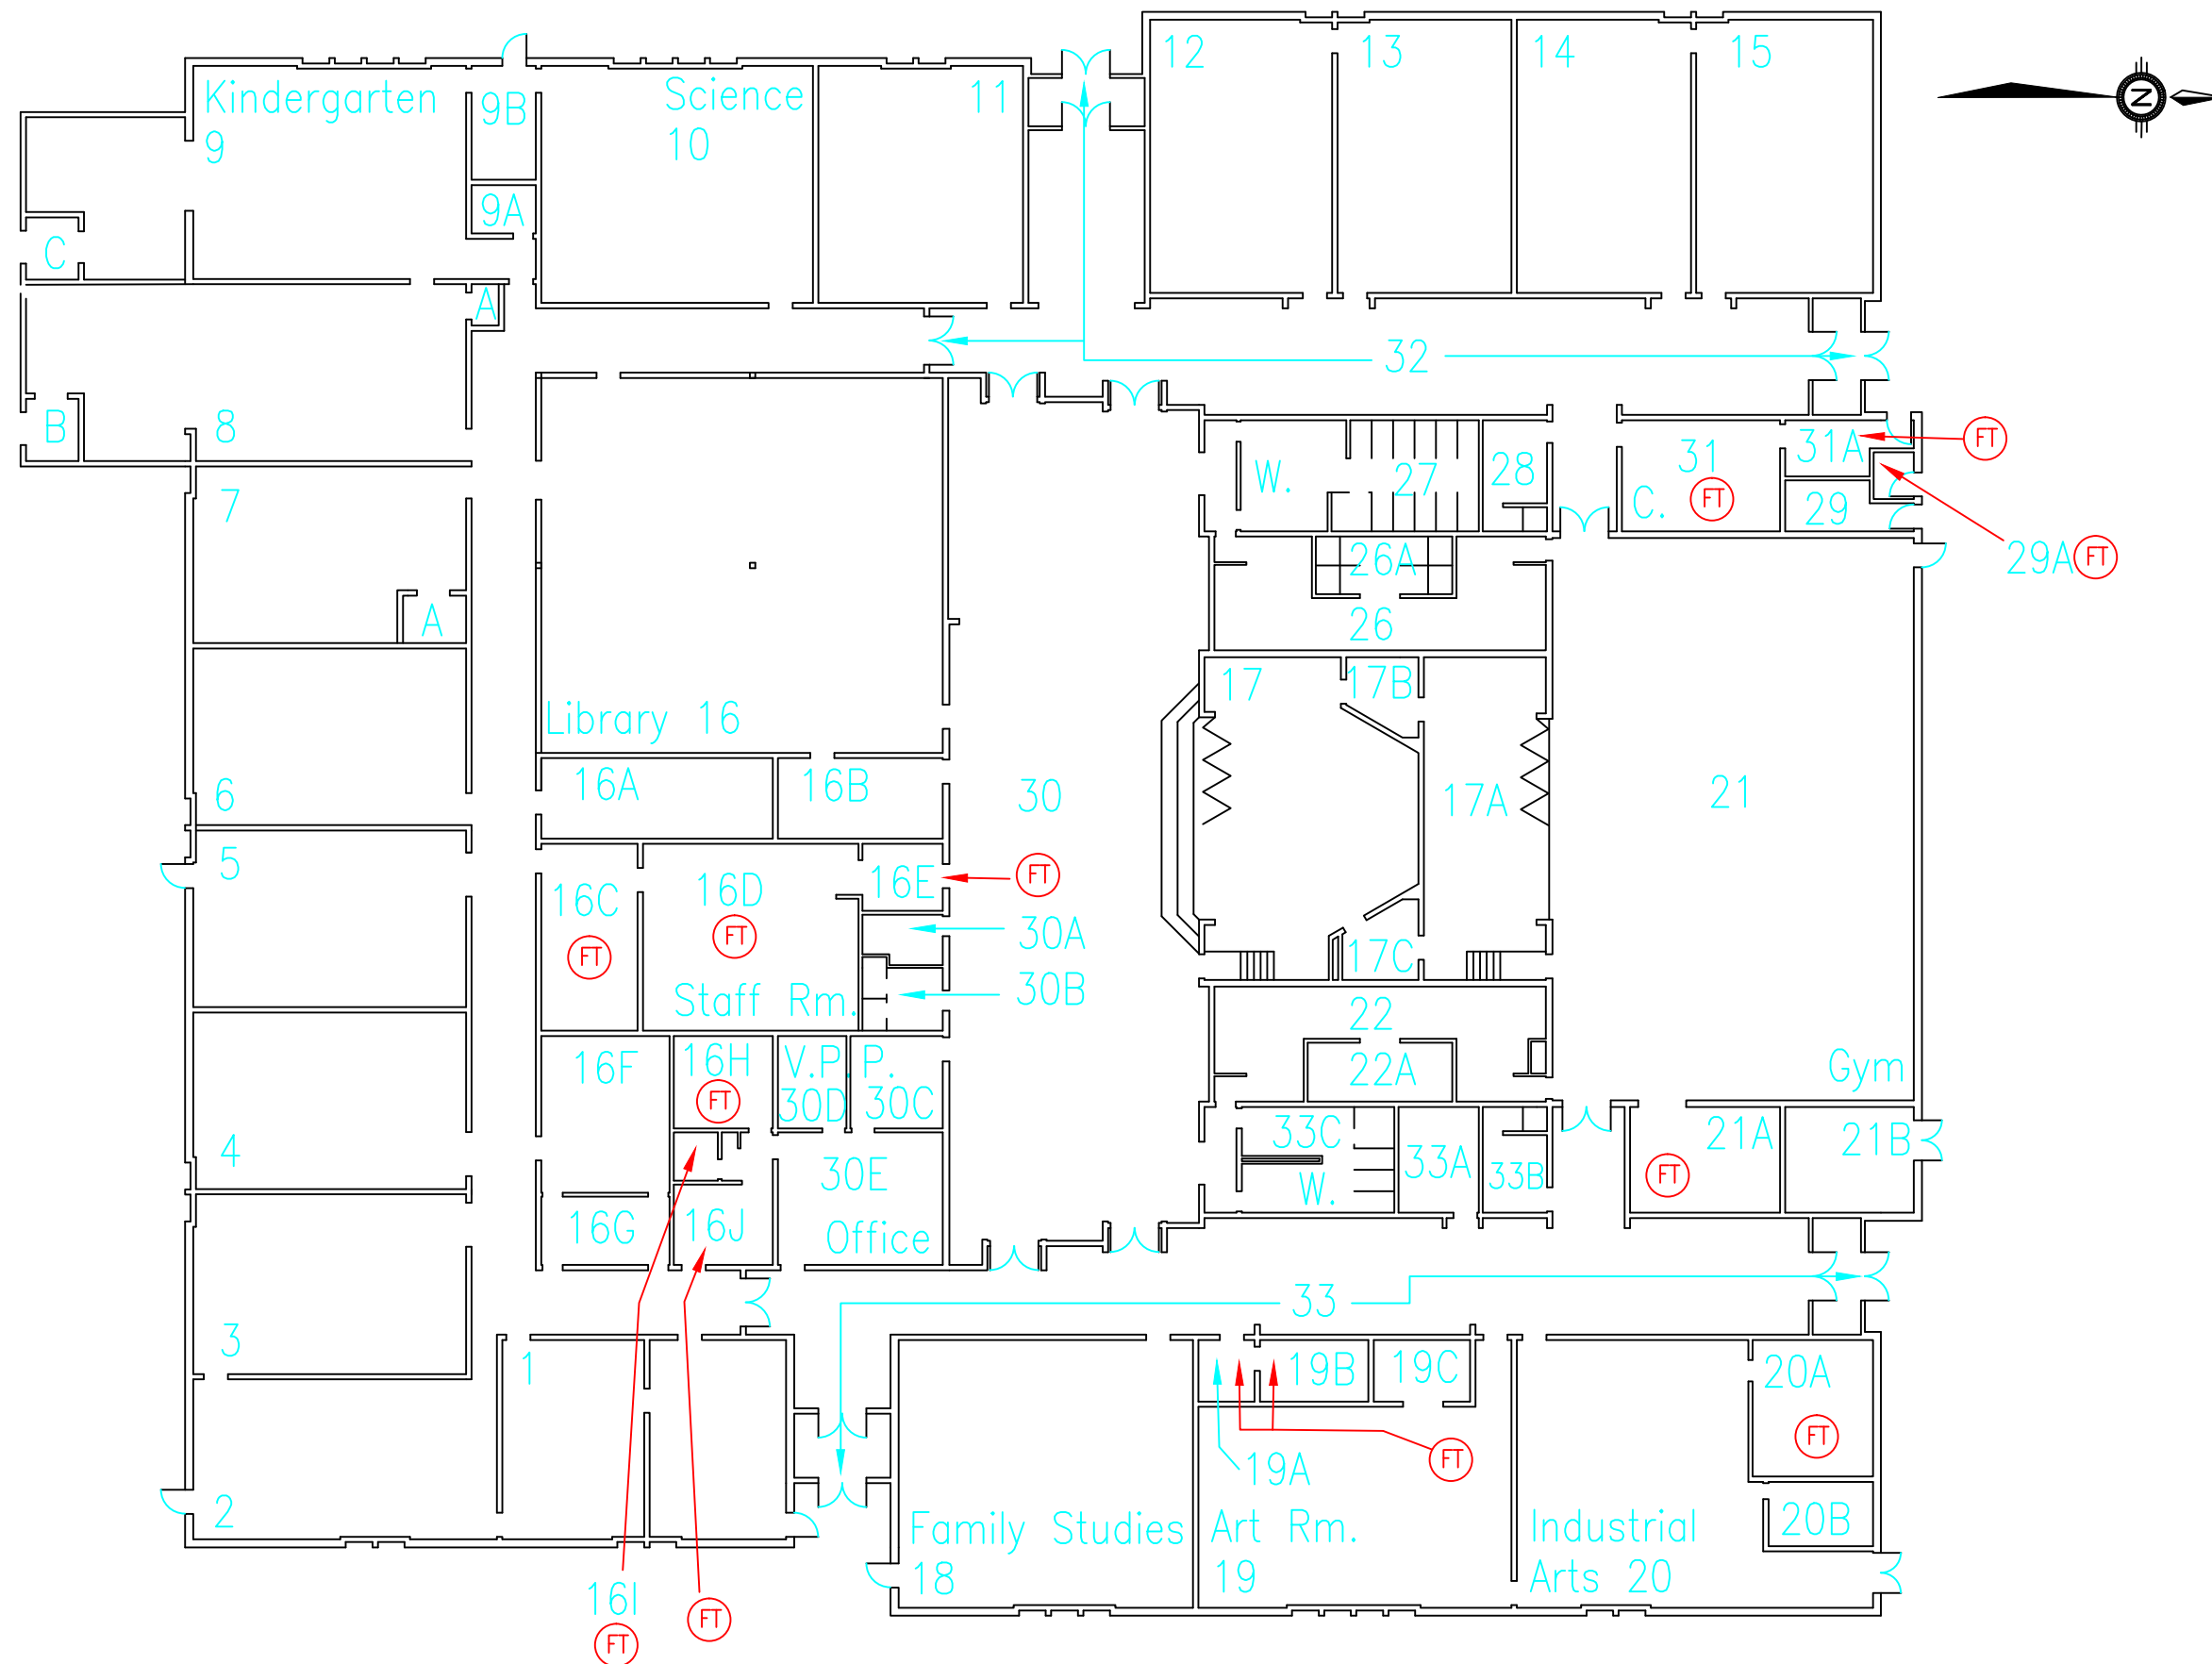 12
13
14
15
N
Kindergarten
9
9B
9A
Science
10
11
C
A
32
B
8
W.
27
28
31
C.
FT
31A
FT
29
29A FT
7
A
26A
26
Library 16
17
17B
6
16A
16B
30
17A
21
5
16C
FT
16D
FT
16E
FT
30A
30B
Staff Rm.
17C
22
22A
Gym
4
16F
16H
FT
V.P.
30D
P.
30C
33C
W.
33A
33B
21A
FT
21B
16G
16J
30E
Office
33
3
1
19B
19C
20A
FT
FT
19A
2
Family Studies
18
Art Rm.
19
Industrial
Arts 20
20B
16I
FT
FT